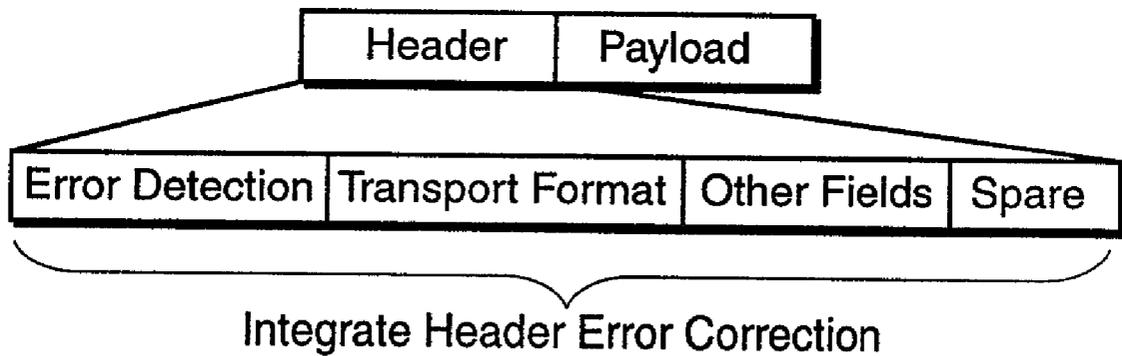 Header Payload
Error Detection Transport Format Other Fields Spare
Integrate Header Error Correction